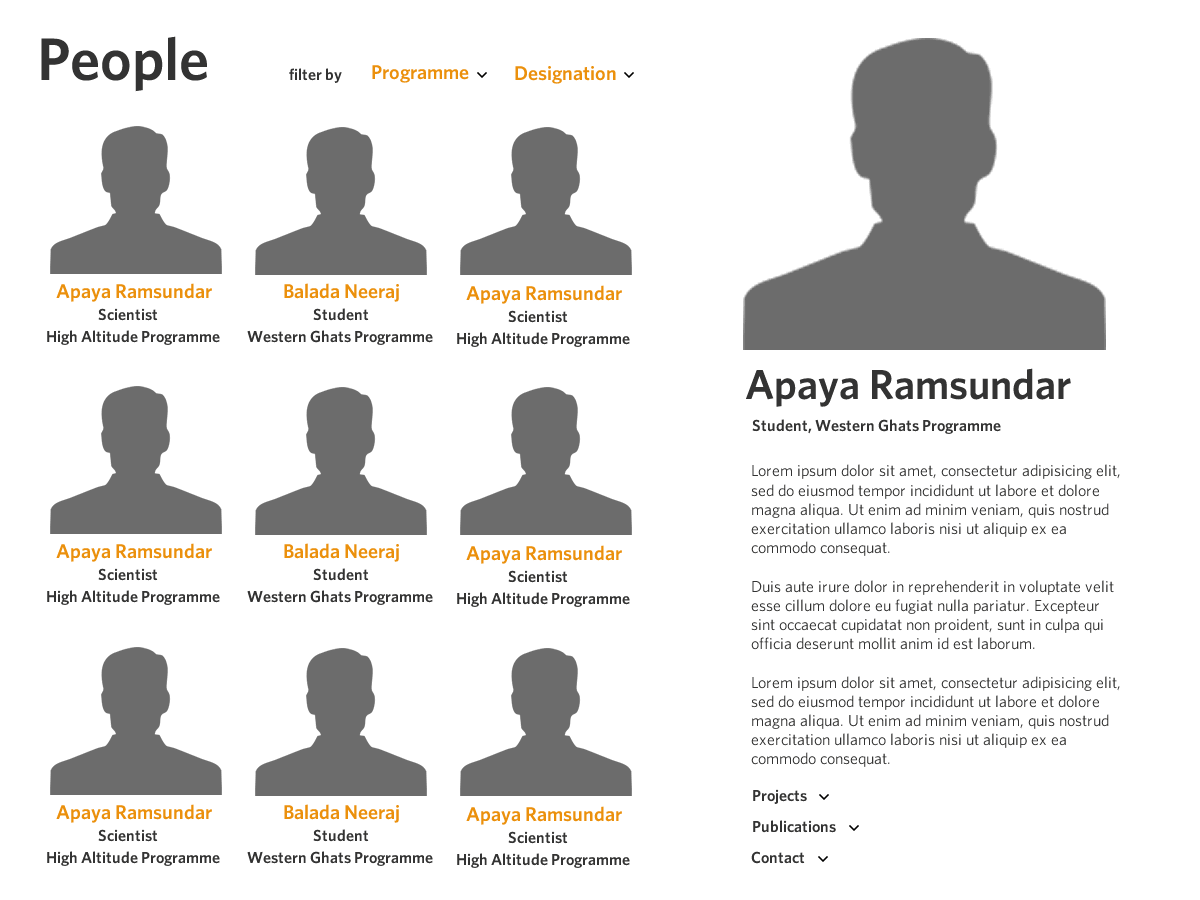 People
filter by Programme Designation
Apaya Ramsundar
Scientist
High Altitude Programme
Balada Neeraj
Student
Western Ghats Programme
Apaya Ramsundar
Scientist
High Altitude Programme
Apaya Ramsundar
Scientist
High Altitude Programme
Balada Neeraj
Student
Western Ghats Programme
Apaya Ramsundar
Scientist
High Altitude Programme
Apaya Ramsundar
Scientist
High Altitude Programme
Balada Neeraj
Student
Western Ghats Programme
Apaya Ramsundar
Scientist
High Altitude Programme
Apaya Ramsundar
Student, Western Ghats Programme
Lorem ipsum dolor sit amet, consectetur adipisicing elit,
sed do eiusmod tempor incididunt ut labore et dolore
magna aliqua. Ut enim ad minim veniam, quis nostrud
exercitation ullamco laboris nisi ut aliquip ex ea
commodo consequat.
Duis aute irure dolor in reprehenderit in voluptate velit
esse cillum dolore eu fugiat nulla pariatur. Excepteur
sint occaecat cupidatat non proident, sunt in culpa qui
officia deserunt mollit anim id est laborum.
Lorem ipsum dolor sit amet, consectetur adipisicing elit,
sed do eiusmod tempor incididunt ut labore et dolore
magna aliqua. Ut enim ad minim veniam, quis nostrud
exercitation ullamco laboris nisi ut aliquip ex ea
commodo consequat.
Projects
Publications
Contact